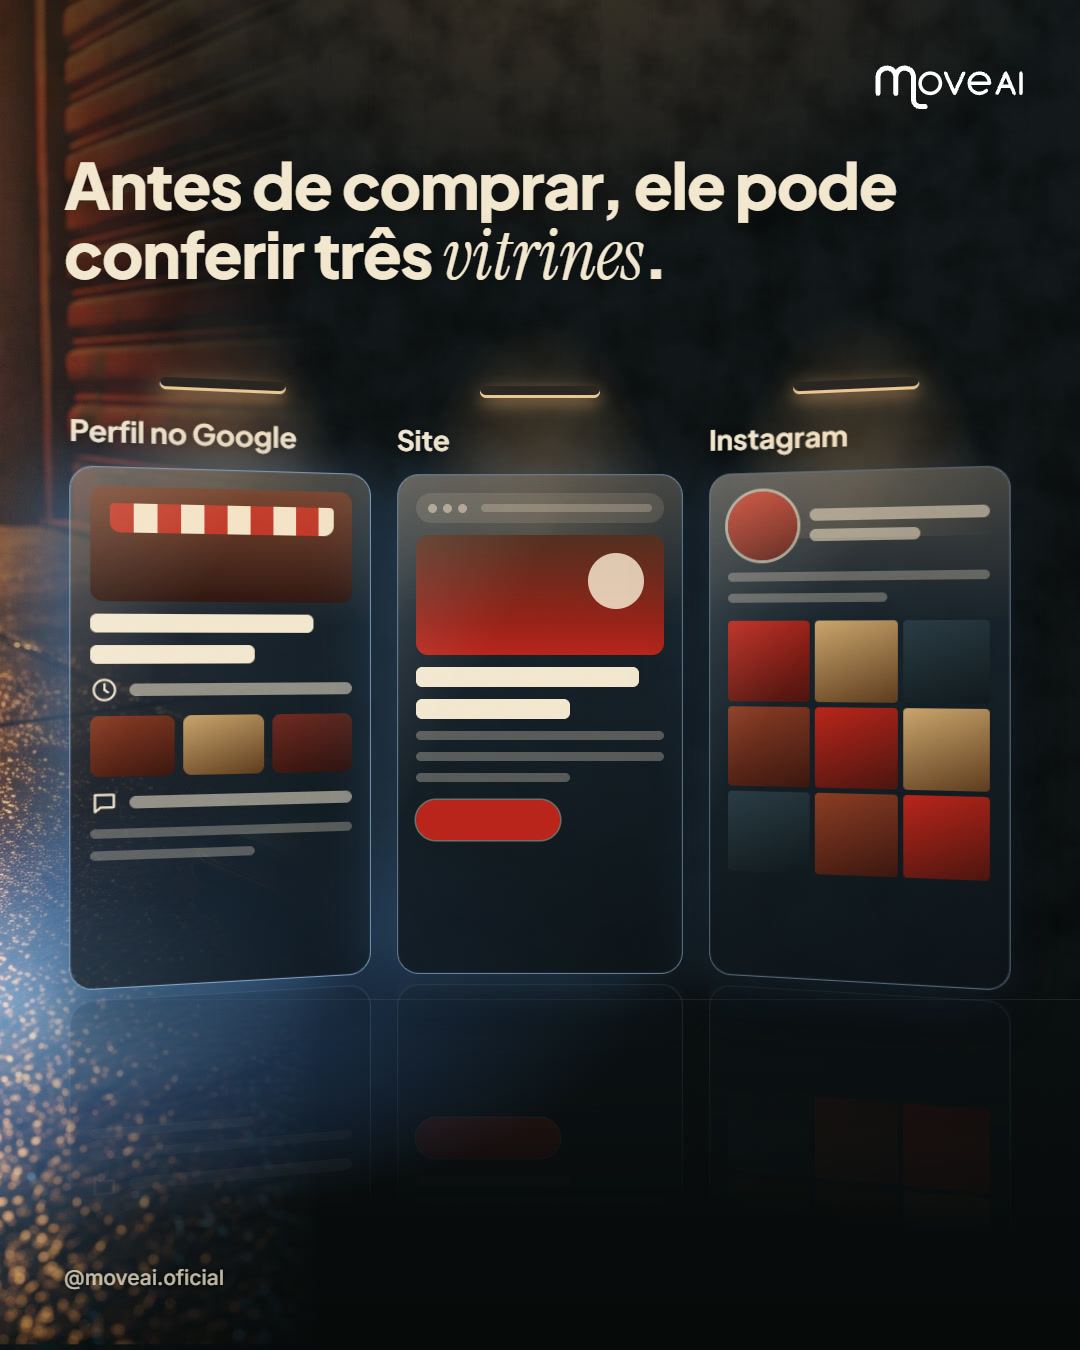 moveAI
Antes de comprar, ele pode
conferir três vitrines.
Perfil no Google
Site
Instagram
@moveai.oficial